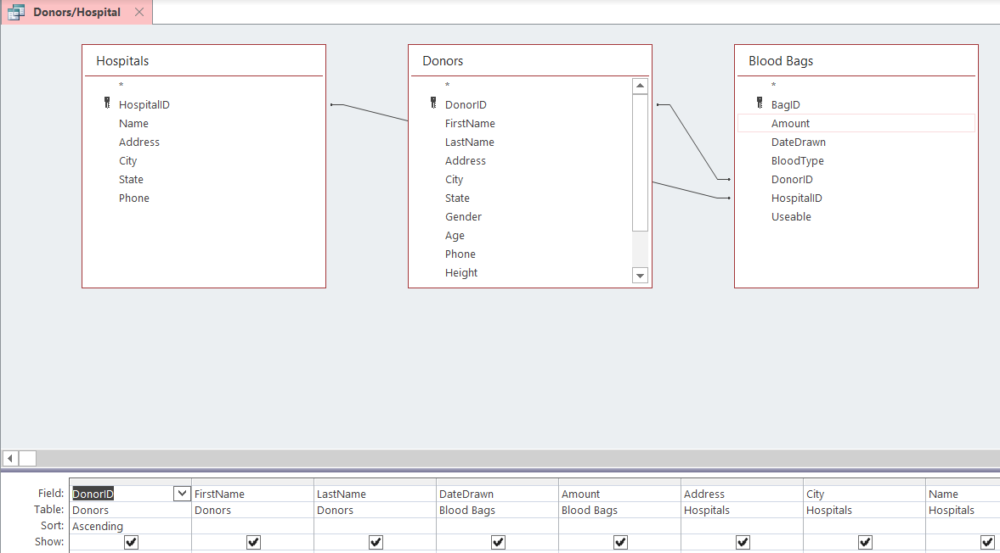 Donors/Hospital
Hospitals
*
HospitalID
Name
Address
City
State
Phone
Donors
*
DonorID
FirstName
LastName
Address
City
State
Gender
Age
Phone
Height
Blood Bags
*
BagID
Amount
DateDrawn
BloodType
DonorID
HospitalID
Useable
Field: DonorID FirstName LastName DateDrawn Amount Address City Name
Table: Donors Donors Donors Blood Bags Blood Bags Hospitals Hospitals Hospitals
Sort: Ascending
Show: